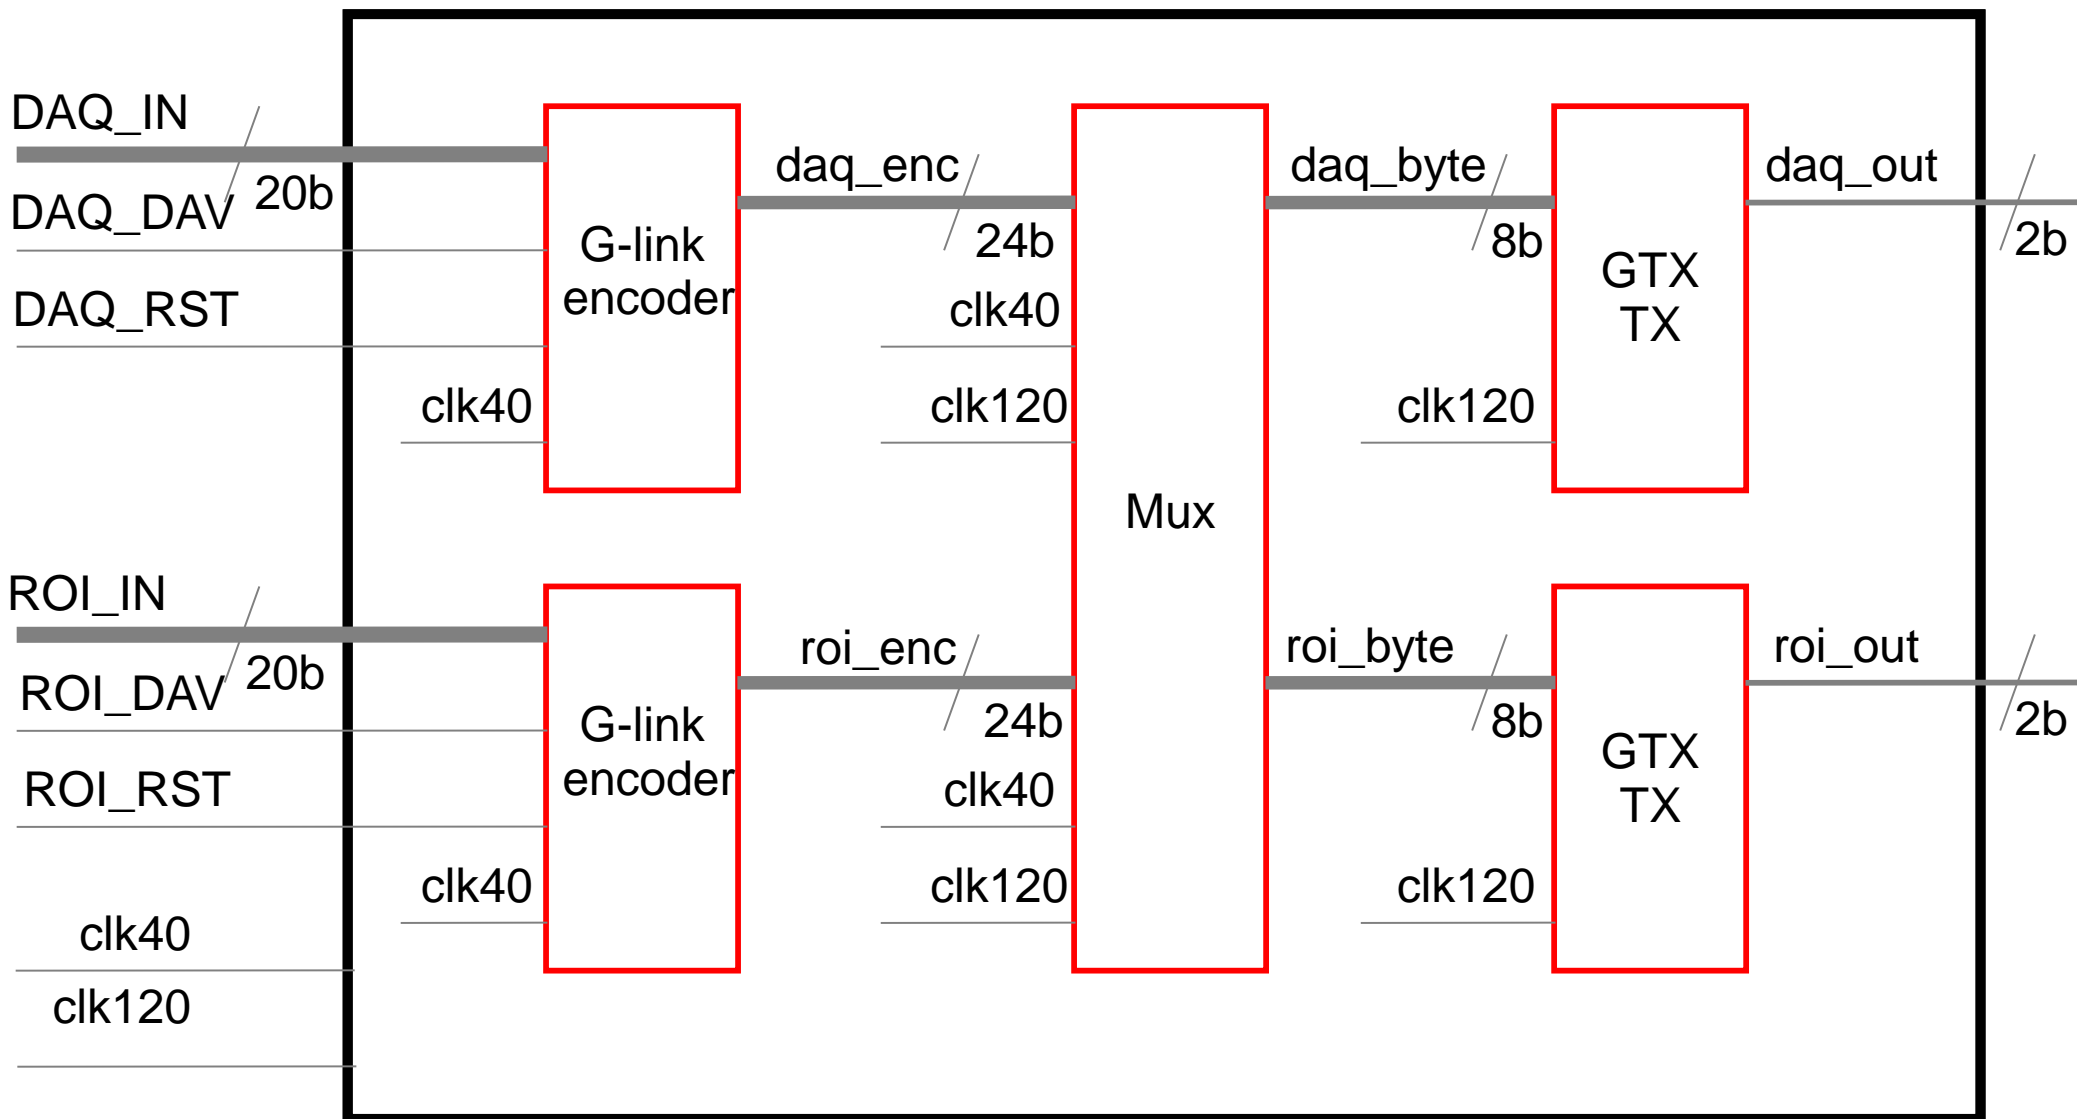 DAQ_IN
20b
DAQ_DAV
DAQ_RST
clk40
G-link
encoder
daq_enc
24b
clk40
clk120
Mux
daq_byte
8b
clk120
GTX
TX
daq_out
2b
ROI_IN
20b
ROI_DAV
ROI_RST
clk40
G-link
encoder
roi_enc
24b
clk40
clk120
roi_byte
8b
clk120
GTX
TX
roi_out
2b
clk40
clk120